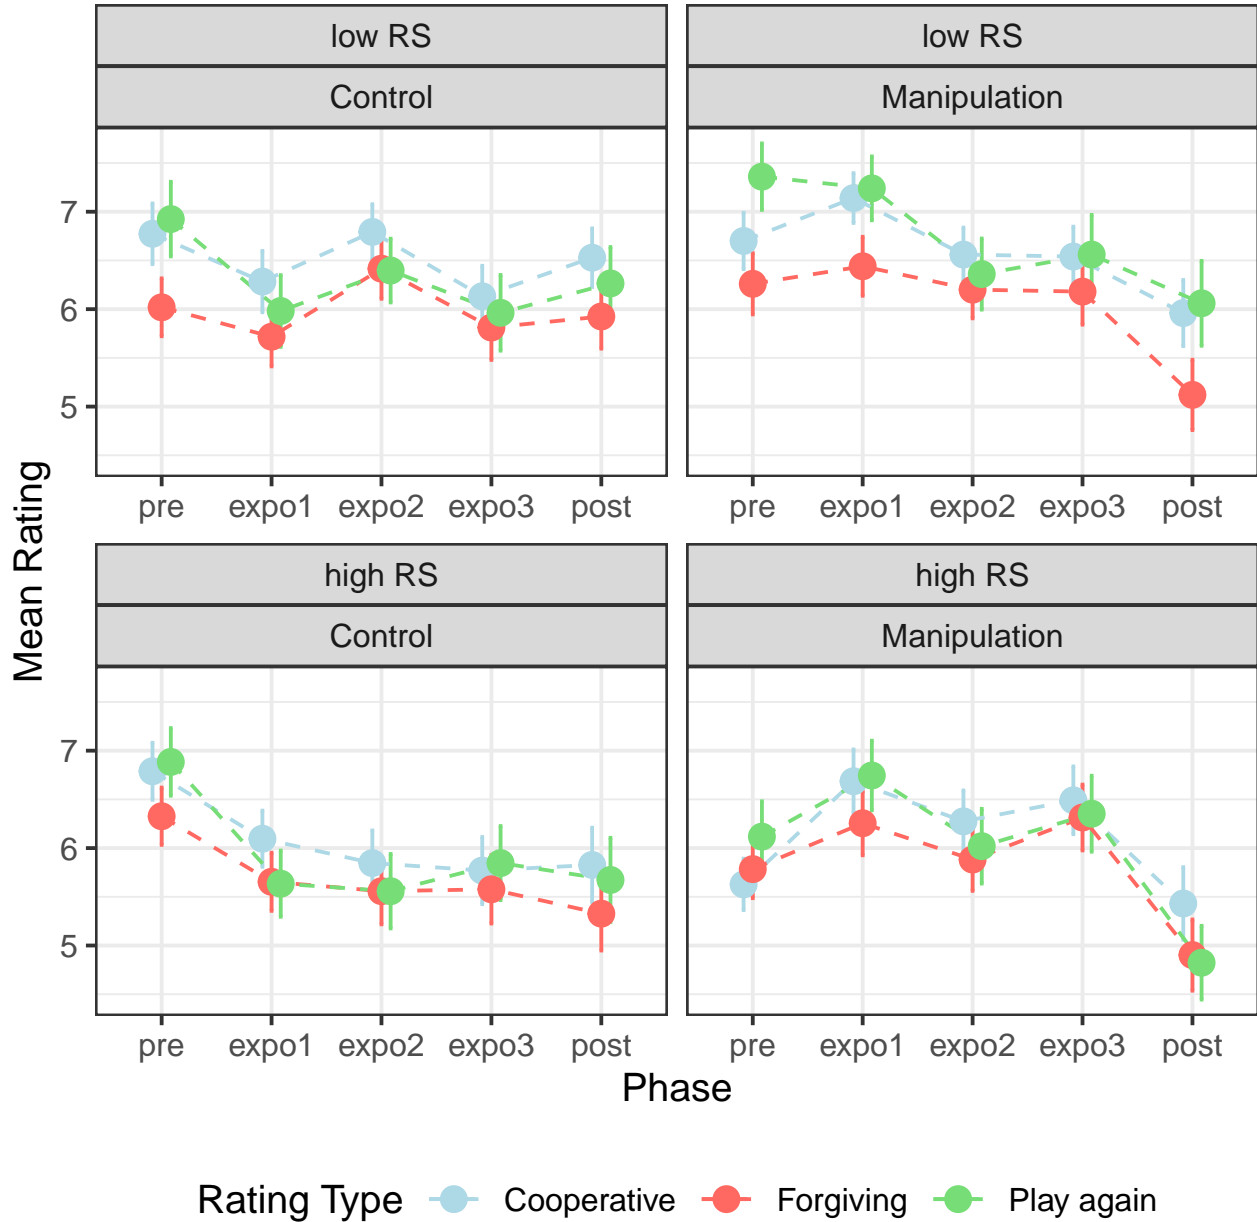 low RS
low RS
Control
Manipulation
7
6
5
pre expo1 expo2 expo3 post
pre expo1 expo2 expo3 post
Mean Rating
high RS
high RS
Control
Manipulation
7
6
5
pre expo1 expo2 expo3 post
pre expo1 expo2 expo3 post
Phase
Rating Type Cooperative Forgiving Play again